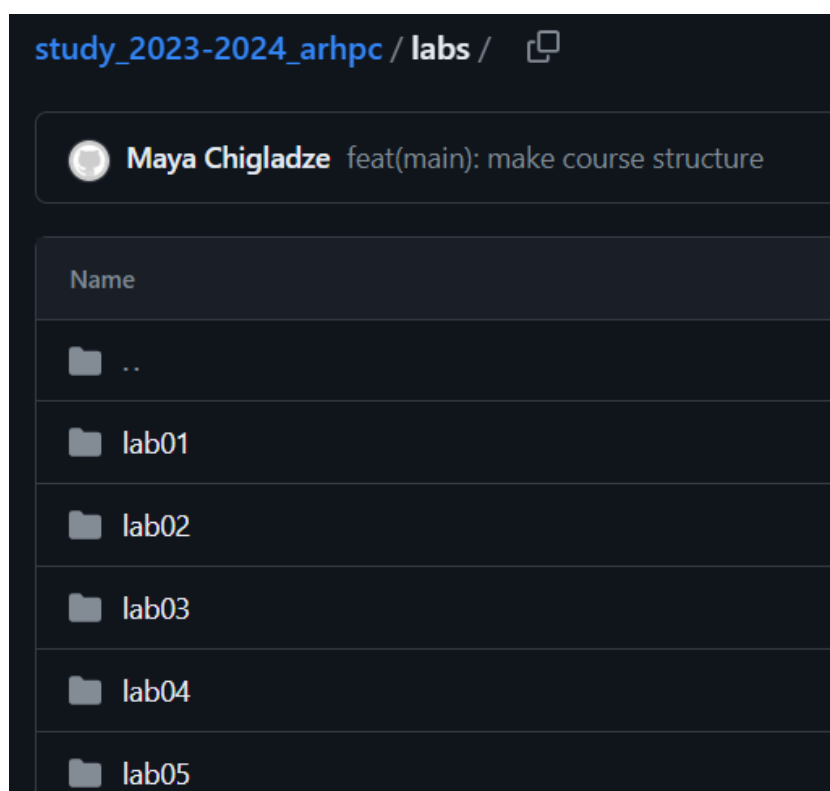 study_2023-2024_arhpc / labs /
Maya Chigladze feat(main): make course structure
Name
..
lab01
lab02
lab03
lab04
lab05